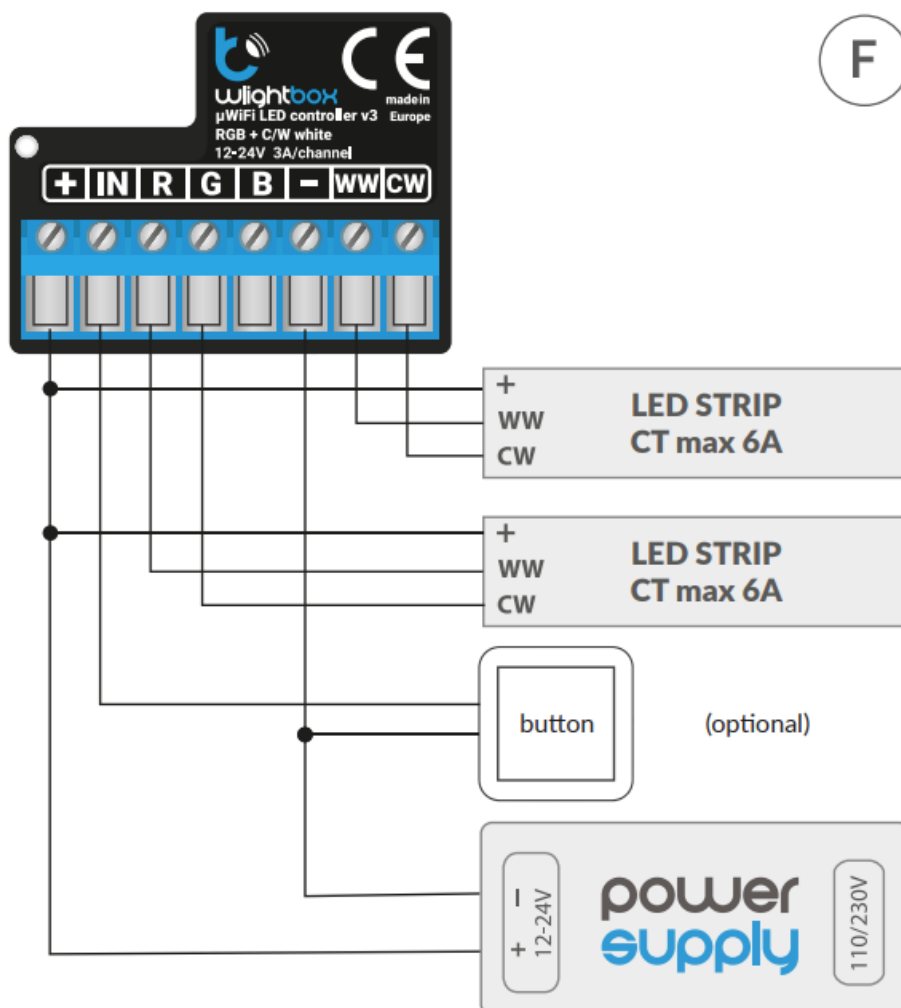 F
CE
wlightbox
made in
Europe
µWiFi LED controller v3
RGB + C/W white
12-24V 3A/channel
+ IN R G B - WW CW
+
WW
CW
LED STRIP
CT max 6A
+
WW
CW
LED STRIP
CT max 6A
button
(optional)
- +
12-24V
power
supply
110/230V